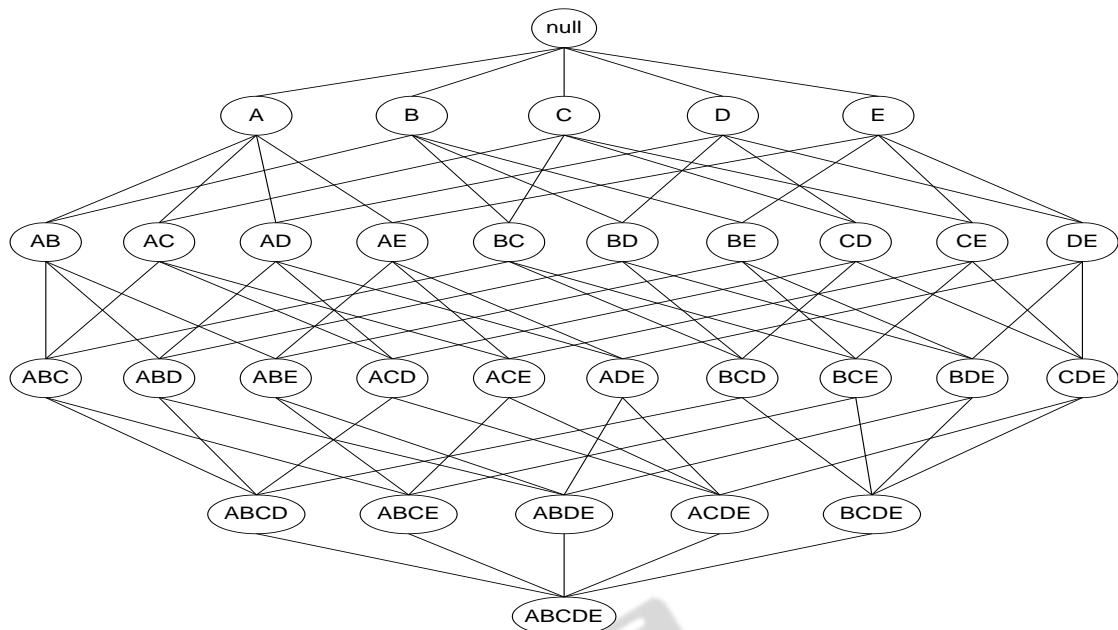 null
A B C D E
AB AC AD AE BC BD BE CD CE DE
ABC ABD ABE ACD ACE ADE BCD BCE BDE CDE
ABCD ABCE ABDE ACDE BCDE
ABCDE